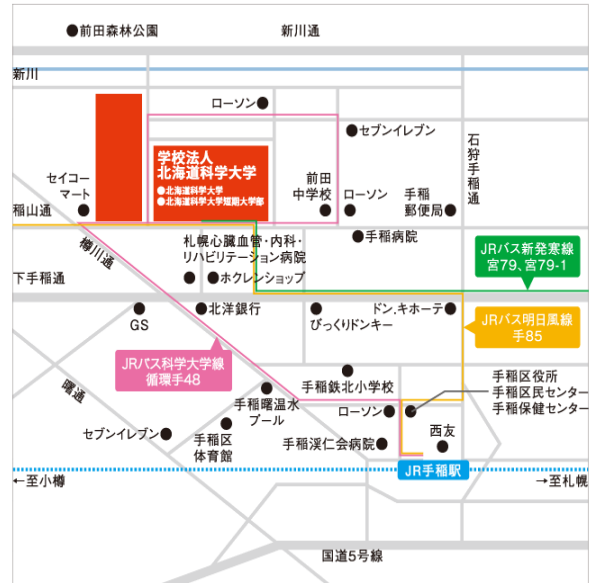 前田森林公園
新川通
新川
ローソン
セブンイレブン
石狩手稲通
学校法人
北海道科学大学
●北海道科学大学
●北海道科学大学短期大学部
セイコー
マート
前田
中学校
ローソン
手稲
郵便局
稲山通
樽川通
札幌心臓血管・内科・
リハビリテーション病院
手稲病院
JRバス新発寒線
宮79、宮79-1
下手稲通
ホクレンショップ
GS
北洋銀行
びっくりドンキー
ドン.キホーテ
JRバス明日風線
手85
JRバス科学大学線
循環手48
曙通
手稲鉄北小学校
手稲区役所
手稲区民センター
手稲保健センター
手稲曙温水
プール
ローソン
セブンイレブン
手稲区
体育館
手稲渓仁会病院
西友
JR手稲駅
←至小樽
→至札幌
国道5号線